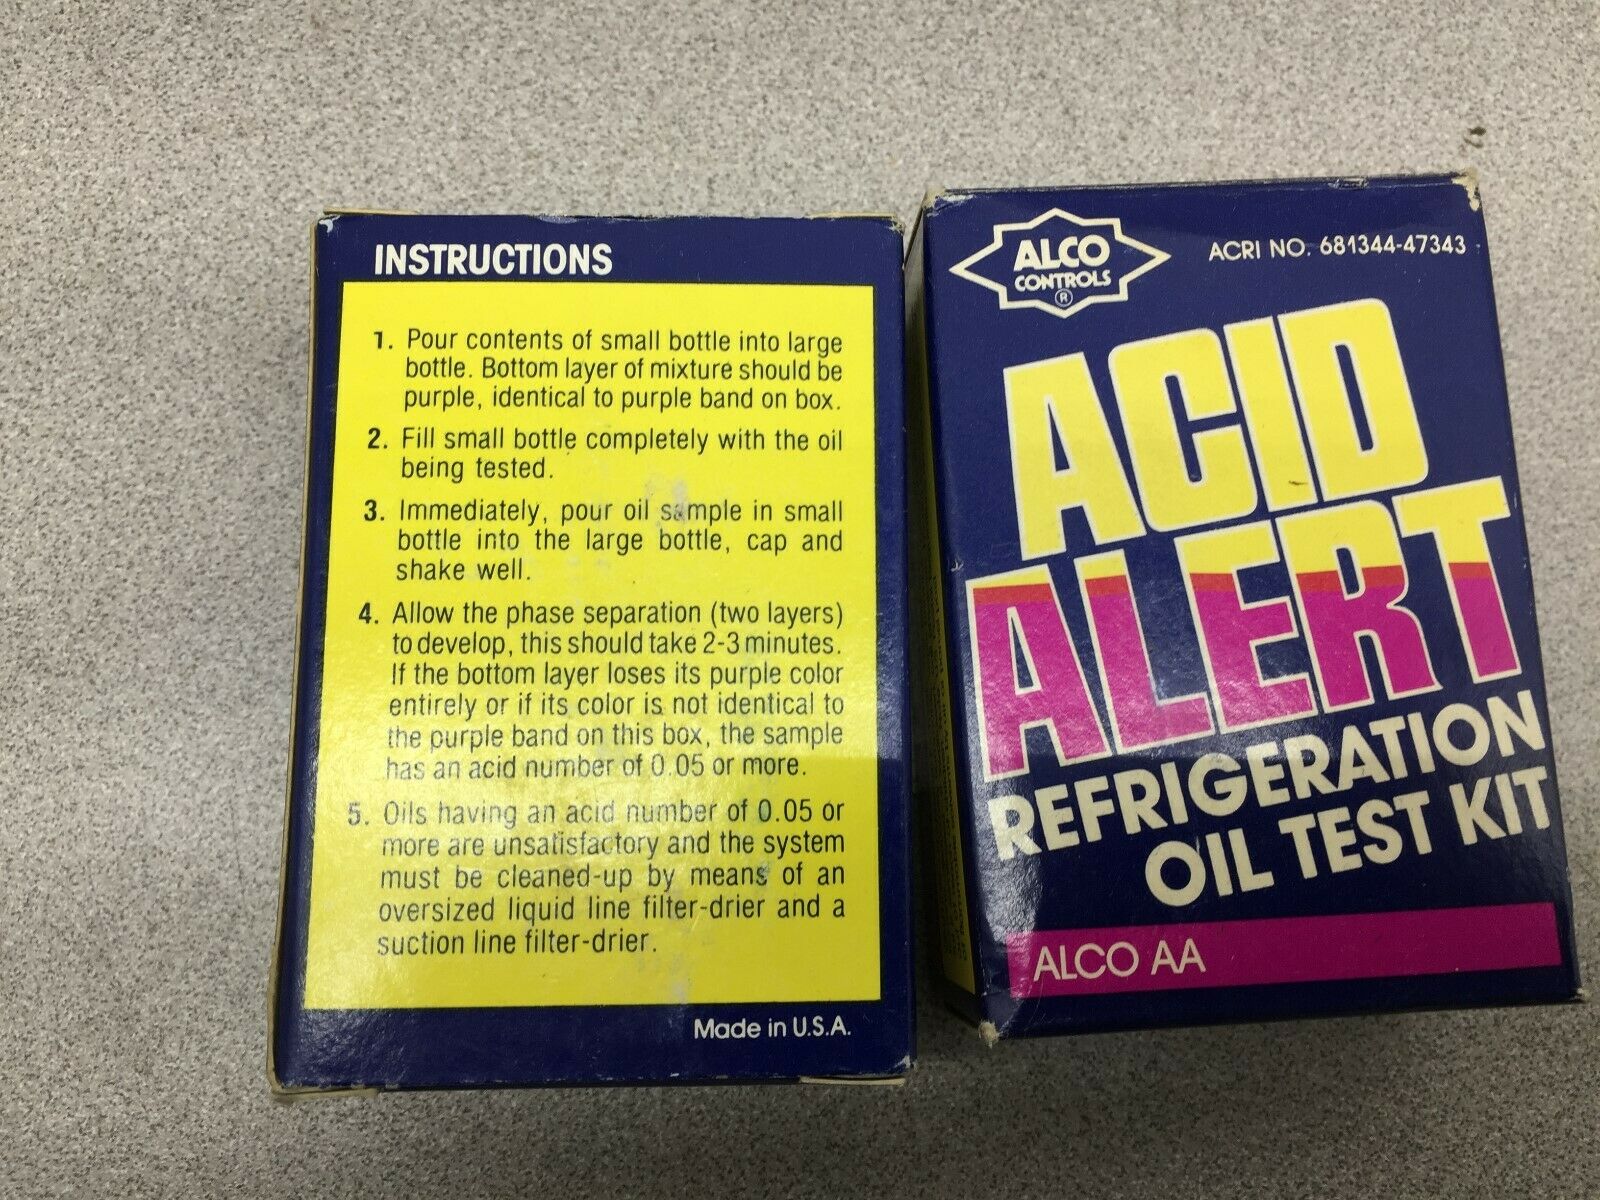 INSTRUCTIONS
1. Pour contents of small bottle into large
bottle. Bottom layer of mixture should be
purple, identical to purple band on box.
2. Fill small bottle completely with the oil
being tested.
3. Immediately, pour oil sample in small
bottle into the large bottle, cap and
shake well.
4. Allow the phase separation (two layers)
to develop, this should take 2-3 minutes.
If the bottom layer loses its purple color
entirely or if its color is not identical to
the purple band on this box, the sample
has an acid number of 0.05 or more.
5. Oils having an acid number of 0.05 or
more are unsatisfactory and the system
must be cleaned-up by means of an
oversized liquid line filter-drier and a
suction line filter-drier.
Made in U.S.A.
ALCO
CONTROLS
®
ACRI NO. 681344-47343
ACID
ALERT
REFRIGERATION
OIL TEST KIT
ALCO AA